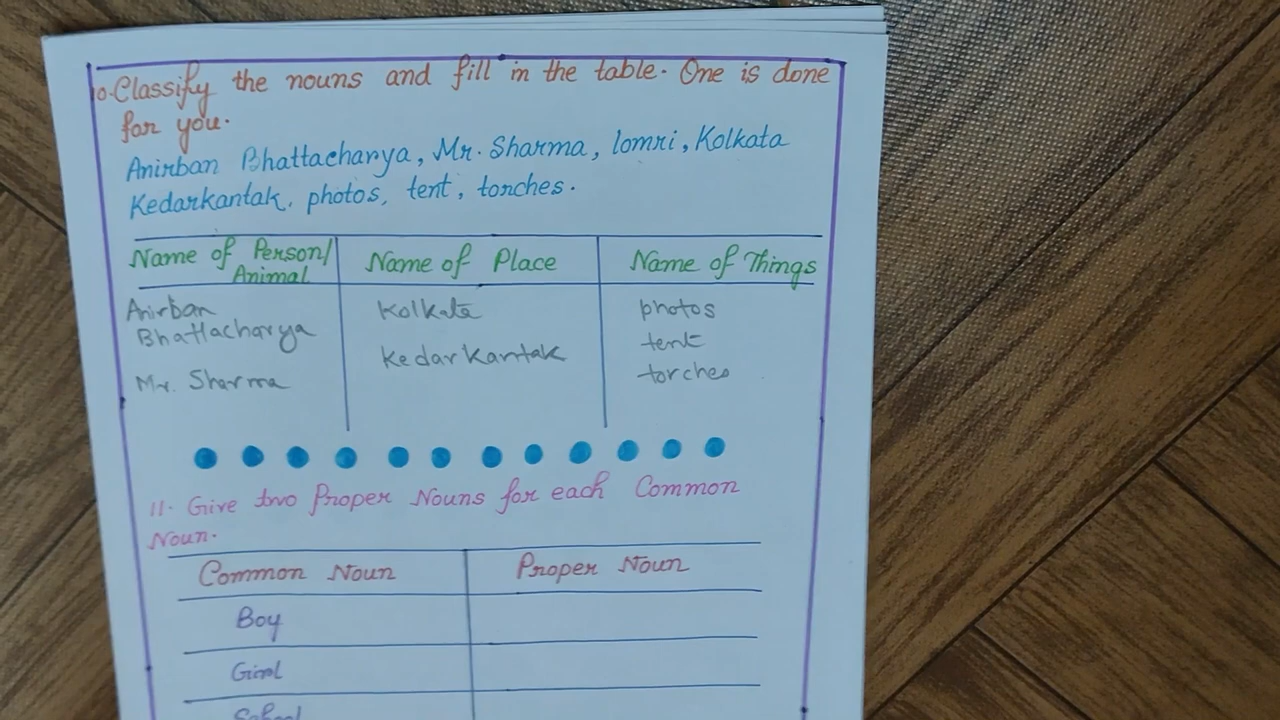 10. Classify the nouns and fill in the table. One is done
for you.
Anirban Bhattacharya, Mr. Sharma, lomri, Kolkata
Kedarkantak, photos, tent, torches.
Name of Person/ Animal Name of Place Name of Things
Anirban Bhattacharya Kolkata photos
Mr. Sharma Kedarkantak tent
torches
11. Give two Proper Nouns for each Common
Noun.
Common Noun Proper Noun
Boy
Girl
School